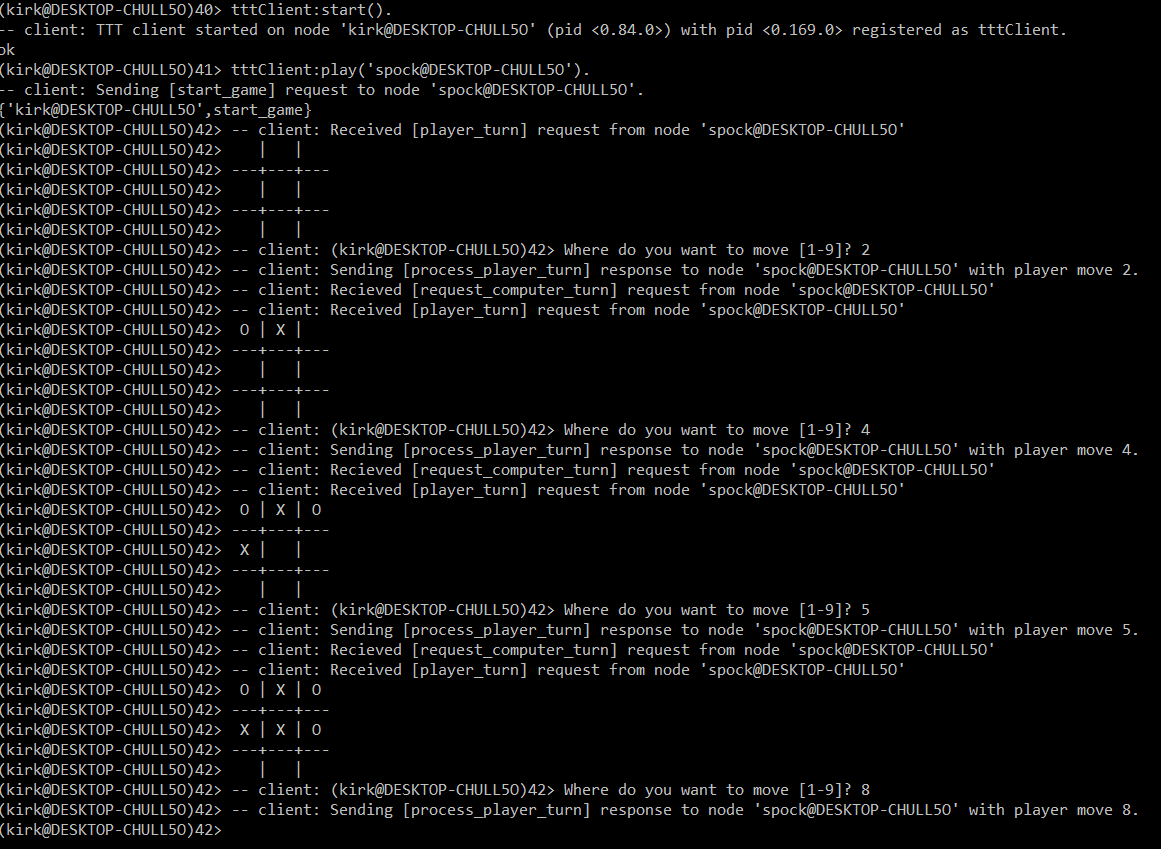 (kirk@DESKTOP-CHULL5O)40> tttClient:start().
-- client: TTT client started on node 'kirk@DESKTOP-CHULL5O' (pid <0.84.0>) with pid <0.169.0> registered as tttClient.
ok
(kirk@DESKTOP-CHULL5O)41> tttClient:play('spock@DESKTOP-CHULL5O').
-- client: Sending [start_game] request to node 'spock@DESKTOP-CHULL5O'.
{'kirk@DESKTOP-CHULL5O',start_game}
(kirk@DESKTOP-CHULL5O)42> -- client: Received [player_turn] request from node 'spock@DESKTOP-CHULL5O'
(kirk@DESKTOP-CHULL5O)42>    |   |
(kirk@DESKTOP-CHULL5O)42> ---+---+---
(kirk@DESKTOP-CHULL5O)42>    |   |
(kirk@DESKTOP-CHULL5O)42> ---+---+---
(kirk@DESKTOP-CHULL5O)42>    |   |
(kirk@DESKTOP-CHULL5O)42> -- client: (kirk@DESKTOP-CHULL5O)42> Where do you want to move [1-9]? 2
(kirk@DESKTOP-CHULL5O)42> -- client: Sending [process_player_turn] response to node 'spock@DESKTOP-CHULL5O' with player move 2.
(kirk@DESKTOP-CHULL5O)42> -- client: Recieved [request_computer_turn] request from node 'spock@DESKTOP-CHULL5O'
(kirk@DESKTOP-CHULL5O)42> -- client: Received [player_turn] request from node 'spock@DESKTOP-CHULL5O'
(kirk@DESKTOP-CHULL5O)42>  O | X |
(kirk@DESKTOP-CHULL5O)42> ---+---+---
(kirk@DESKTOP-CHULL5O)42>    |   |
(kirk@DESKTOP-CHULL5O)42> ---+---+---
(kirk@DESKTOP-CHULL5O)42>    |   |
(kirk@DESKTOP-CHULL5O)42> -- client: (kirk@DESKTOP-CHULL5O)42> Where do you want to move [1-9]? 4
(kirk@DESKTOP-CHULL5O)42> -- client: Sending [process_player_turn] response to node 'spock@DESKTOP-CHULL5O' with player move 4.
(kirk@DESKTOP-CHULL5O)42> -- client: Recieved [request_computer_turn] request from node 'spock@DESKTOP-CHULL5O'
(kirk@DESKTOP-CHULL5O)42> -- client: Received [player_turn] request from node 'spock@DESKTOP-CHULL5O'
(kirk@DESKTOP-CHULL5O)42>  O | X | O
(kirk@DESKTOP-CHULL5O)42> ---+---+---
(kirk@DESKTOP-CHULL5O)42>  X |   |
(kirk@DESKTOP-CHULL5O)42> ---+---+---
(kirk@DESKTOP-CHULL5O)42>    |   |
(kirk@DESKTOP-CHULL5O)42> -- client: (kirk@DESKTOP-CHULL5O)42> Where do you want to move [1-9]? 5
(kirk@DESKTOP-CHULL5O)42> -- client: Sending [process_player_turn] response to node 'spock@DESKTOP-CHULL5O' with player move 5.
(kirk@DESKTOP-CHULL5O)42> -- client: Recieved [request_computer_turn] request from node 'spock@DESKTOP-CHULL5O'
(kirk@DESKTOP-CHULL5O)42> -- client: Received [player_turn] request from node 'spock@DESKTOP-CHULL5O'
(kirk@DESKTOP-CHULL5O)42>  O | X | O
(kirk@DESKTOP-CHULL5O)42> ---+---+---
(kirk@DESKTOP-CHULL5O)42>  X | X | O
(kirk@DESKTOP-CHULL5O)42> ---+---+---
(kirk@DESKTOP-CHULL5O)42>    |   |
(kirk@DESKTOP-CHULL5O)42> -- client: (kirk@DESKTOP-CHULL5O)42> Where do you want to move [1-9]? 8
(kirk@DESKTOP-CHULL5O)42> -- client: Sending [process_player_turn] response to node 'spock@DESKTOP-CHULL5O' with player move 8.
(kirk@DESKTOP-CHULL5O)42>